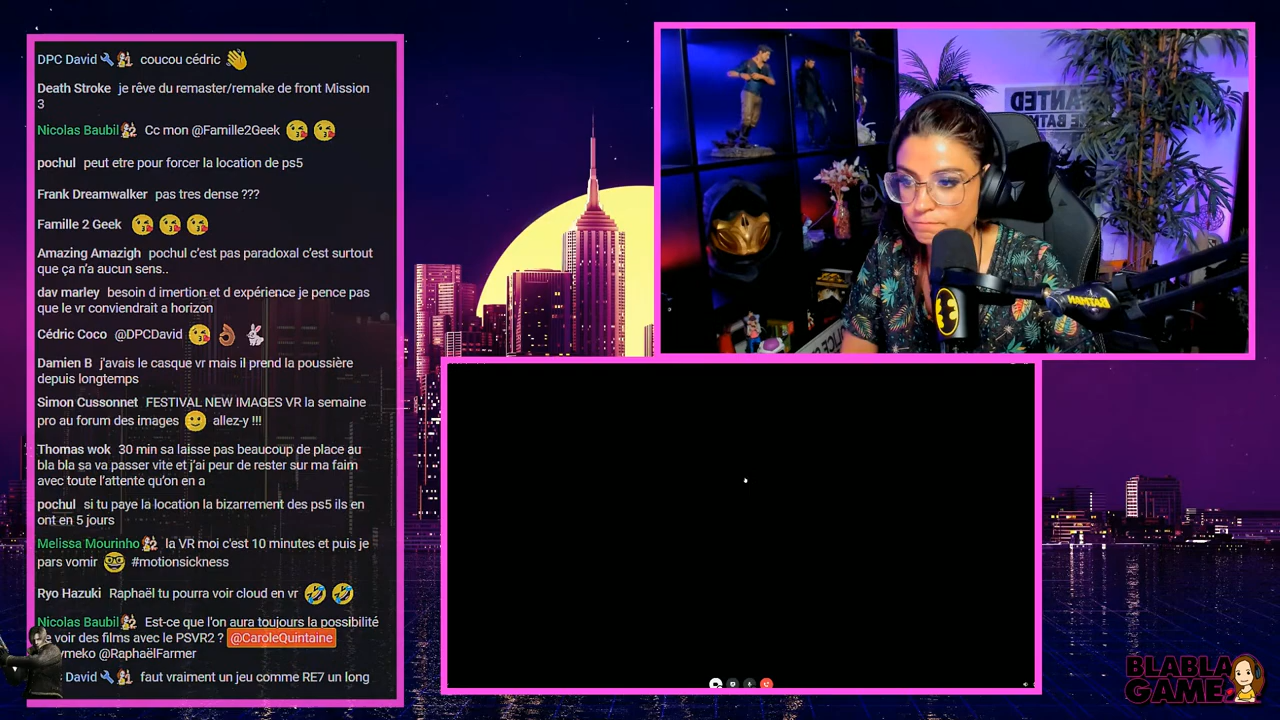 DPC David coucou cédric
Death Stroke je rêve du remaster/remake de front Mission
3
Nicolas Baubil Cc mon @Famille2Geek
pochul peut etre pour forcer la location de ps5
Frank Dreamwalker pas tres dense ???
Famille 2 Geek
Amazing Amazigh pochul c'est pas paradoxal c'est surtout
que ça n'a aucun sens..
dav marley besoin d imertion et d expérience je pence pas
que le vr conviendrait a horizon
Cédric Coco @DPCDavid
Damien B j'avais le casque vr mais il prend la poussière
depuis longtemps
Simon Cussonnet FESTIVAL NEW IMAGES VR la semaine
pro au forum des images allez-y !!!
Thomas wok 30 min sa laisse pas beaucoup de place au
bla bla sa va passer vite et j'ai peur de rester sur ma faim
avec toute l'attente qu'on en a
pochul si tu paye la location la bizarrement des ps5 ils en
ont en 5 jours
Melissa Mourinho la VR moi c'est 10 minutes et puis je
pars vomir #motionsickness
Ryo Hazuki Raphaël tu pourra voir cloud en vr
Nicolas Baubil Est-ce que l'on aura toujours la possibilité
e voir des films avec le PSVR2 ? @CaroleQuintaine
meko @RaphaëlFarmer
David faut vraiment un jeu comme RE7 un long
WANTED
BATMAN
BLABLA
GAME